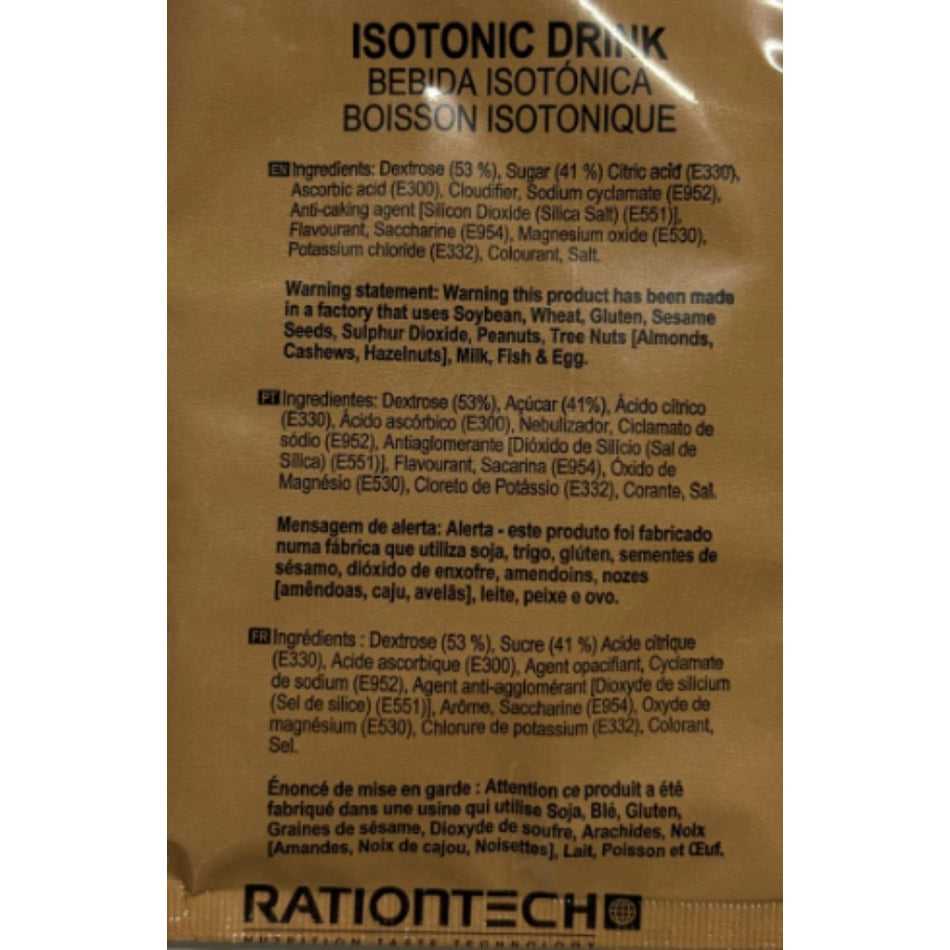 ISOTONIC DRINK
BEBIDA ISOTÓNICA
BOISSON ISOTONIQUE
EN Ingredients: Dextrose (53 %), Sugar (41 %) Citric acid (E330),
Ascorbic acid (E300), Cloudifier, Sodium cyclamate (E952),
Anti-caking agent [Silicon Dioxide (Silica Salt) (E551)],
Flavourant, Saccharine (E954), Magnesium oxide (E530),
Potassium chloride (E332), Colourant, Salt.
Warning statement: Warning this product has been made
in a factory that uses Soybean, Wheat, Gluten, Sesame
Seeds, Sulphur Dioxide, Peanuts, Tree Nuts [Almonds,
Cashews, Hazelnuts], Milk, Fish & Egg.
PT Ingredientes: Dextrose (53%), Açúcar (41%), Ácido cítrico
(E330), Ácido ascórbico (E300), Nebulizador, Ciclamato de
sódio (E952), Antiaglomerante [Dióxido de Silício (Sal de
Sílica) (E551)], Flavourant, Sacarina (E954), Óxido de
Magnésio (E530), Cloreto de Potássio (E332), Corante, Sal.
Mensagem de alerta: Alerta - este produto foi fabricado
numa fábrica que utiliza soja, trigo, glúten, sementes de
sésamo, dióxido de enxofre, amendoins, nozes
[amêndoas, caju, avelãs], leite, peixe e ovo.
FR Ingrédients : Dextrose (53 %), Sucre (41 %) Acide citrique
(E330), Acide ascorbique (E300), Agent opacifiant, Cyclamate
de sodium (E952), Agent anti-agglomérant [Dioxyde de silicium
(Sel de silice) (E551)], Arôme, Saccharine (E954), Oxyde de
magnésium (E530), Chlorure de potassium (E332), Colorant,
Sel.
Énoncé de mise en garde : Attention ce produit a été
fabriqué dans une usine qui utilise Soja, Blé, Gluten,
Graines de sésame, Dioxyde de soufre, Arachides, Noix
[Amandes, Noix de cajou, Noisettes], Lait, Poisson et Œuf.
RATIONTECH
NUTRITION TASTE TECHNOLOGY